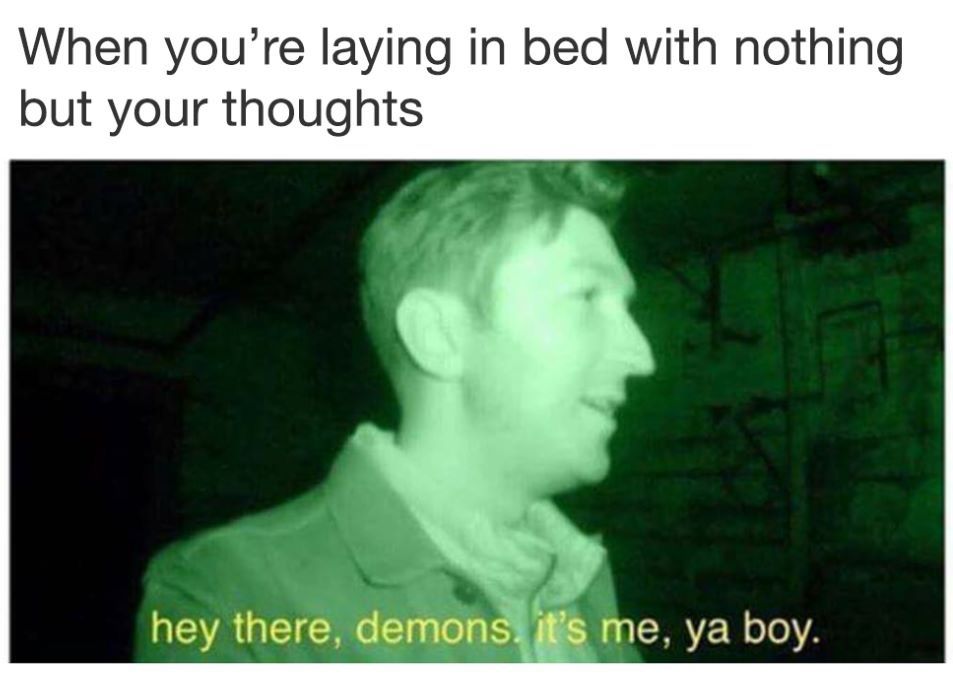 When you’re laying in bed with nothing
but your thoughts
hey there, demons. it’s me, ya boy.